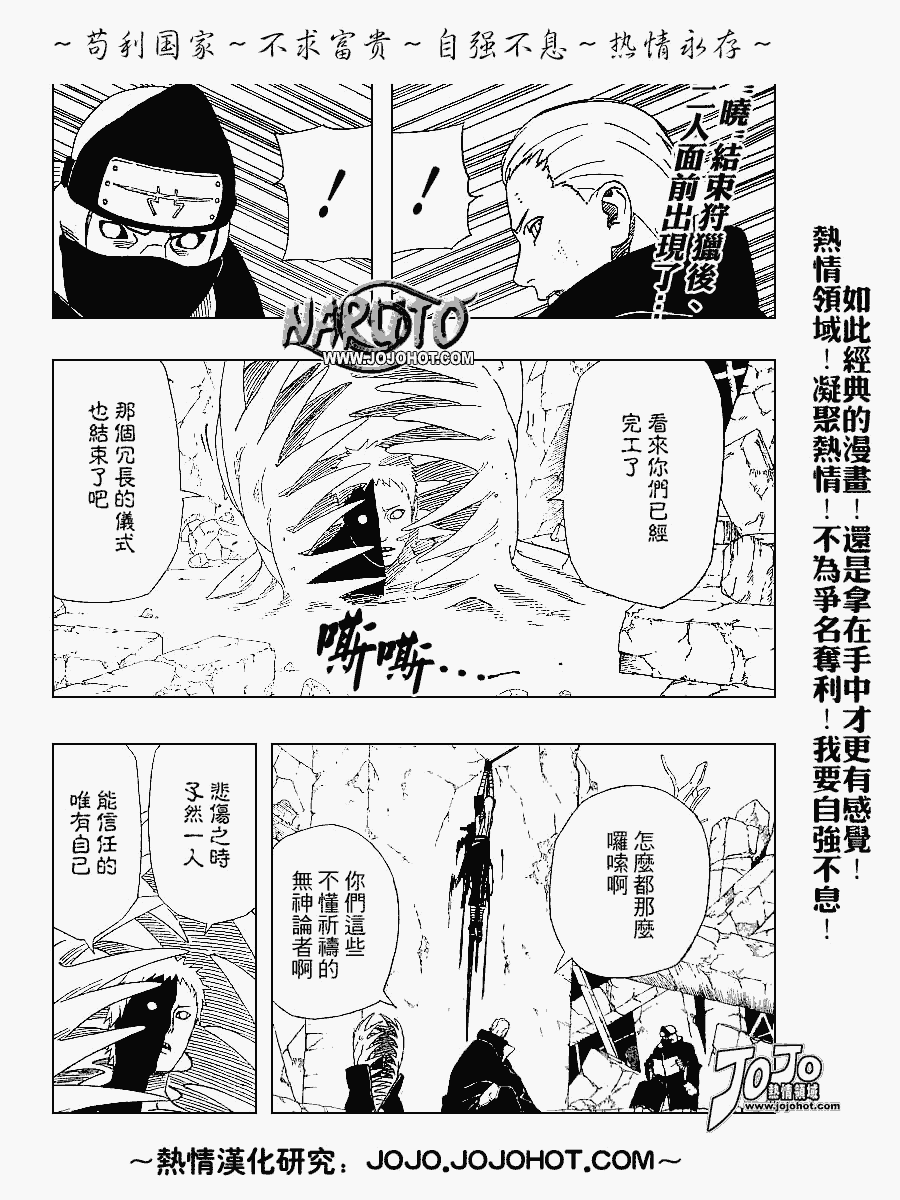 ～苟利国家～不求富贵～自强不息～热情永存～
"曉"結束狩獵後、
二人面前出現了…
！
！
NARUTO
WWW.JOJOHOT.COM
看來你們已經
完工了
那個冗長的儀式
也結束了吧
嘶嘶…
怎麼都那麼
囉嗦啊
你們這些
不懂祈禱的
無神論者啊
悲傷之時
孑然一人
能信任的
唯有自己
如此經典的漫畫！還是拿在手中才更有感覺！
熱情領域！凝聚熱情！不為爭名奪利！我要自強不息！
JOJO
熱情領域
www.jojohot.com
～熱情漢化研究：JOJO.JOJOHOT.COM～